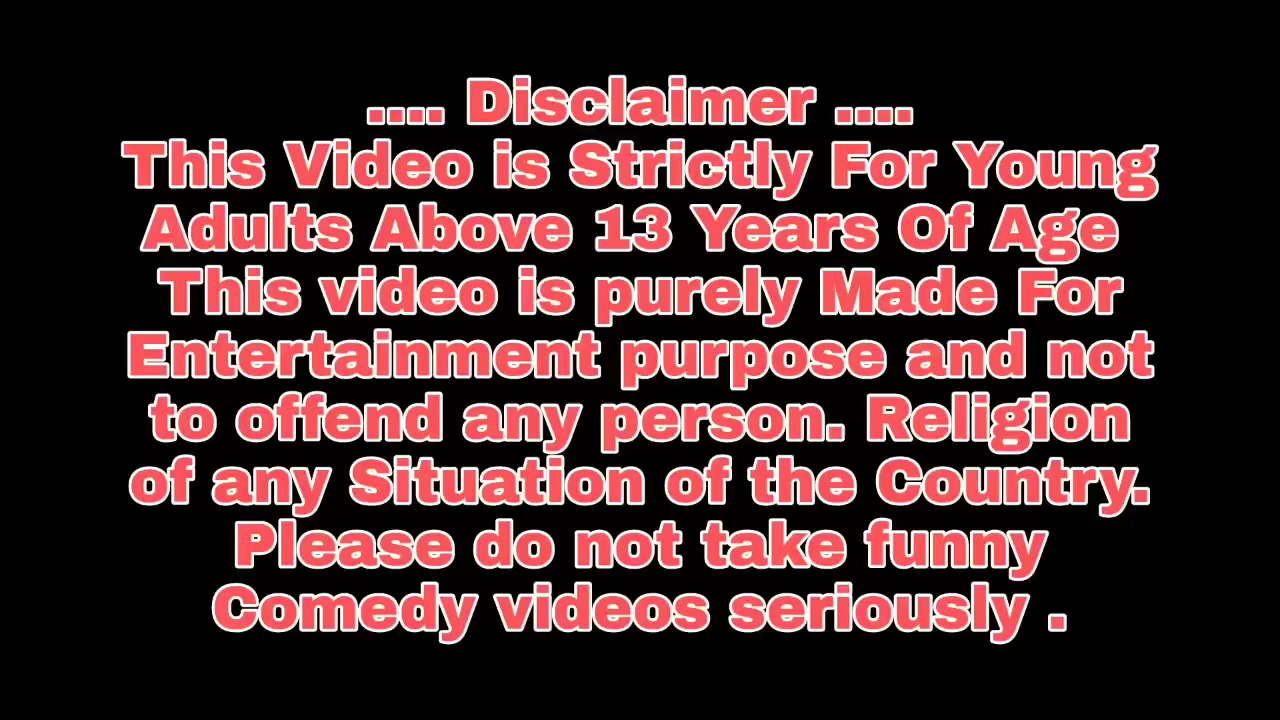 .... Disclaimer ....
This Video is Strictly For Young
Adults Above 13 Years Of Age
This video is purely Made For
Entertainment purpose and not
to offend any person. Religion
of any Situation of the Country.
Please do not take funny
Comedy videos seriously .